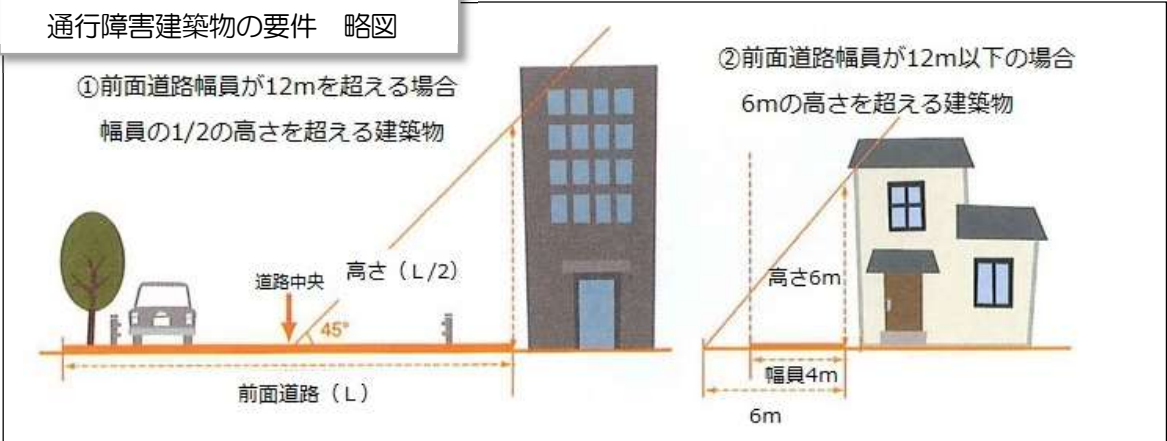 通行障害建築物の要件　略図
①前面道路幅員が12mを超える場合
幅員の1/2の高さを超える建築物
道路中央
高さ（L/2）
45°
前面道路（L）
②前面道路幅員が12m以下の場合
6mの高さを超える建築物
高さ6m
幅員4m
6m